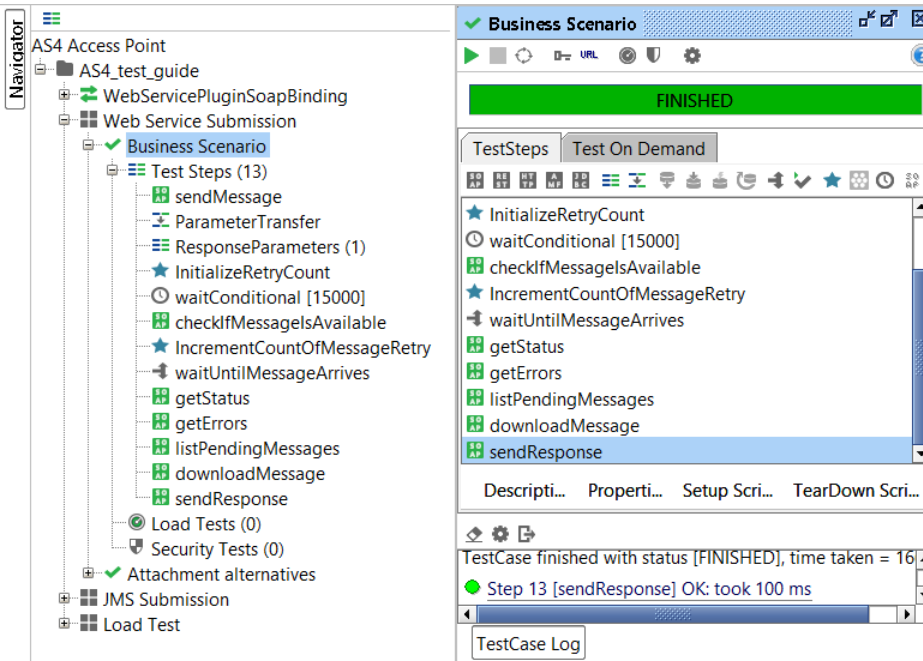 Navigator
AS4 Access Point
AS4_test_guide
WebServicePluginSoapBinding
Web Service Submission
Business Scenario
Test Steps (13)
sendMessage
ParameterTransfer
ResponseParameters (1)
InitializeRetryCount
waitConditional [15000]
checkIfMessageIsAvailable
IncrementCountOfMessageRetry
waitUntilMessageArrives
getStatus
getErrors
listPendingMessages
downloadMessage
sendResponse
Load Tests (0)
Security Tests (0)
Attachment alternatives
JMS Submission
Load Test
Business Scenario
URL
FINISHED
TestSteps Test On Demand
InitializeRetryCount
waitConditional [15000]
checkIfMessageIsAvailable
IncrementCountOfMessageRetry
waitUntilMessageArrives
getStatus
getErrors
listPendingMessages
downloadMessage
sendResponse
Descripti... Properti... Setup Scri... TearDown Scri...
TestCase finished with status [FINISHED], time taken = 16
Step 13 [sendResponse] OK: took 100 ms
TestCase Log